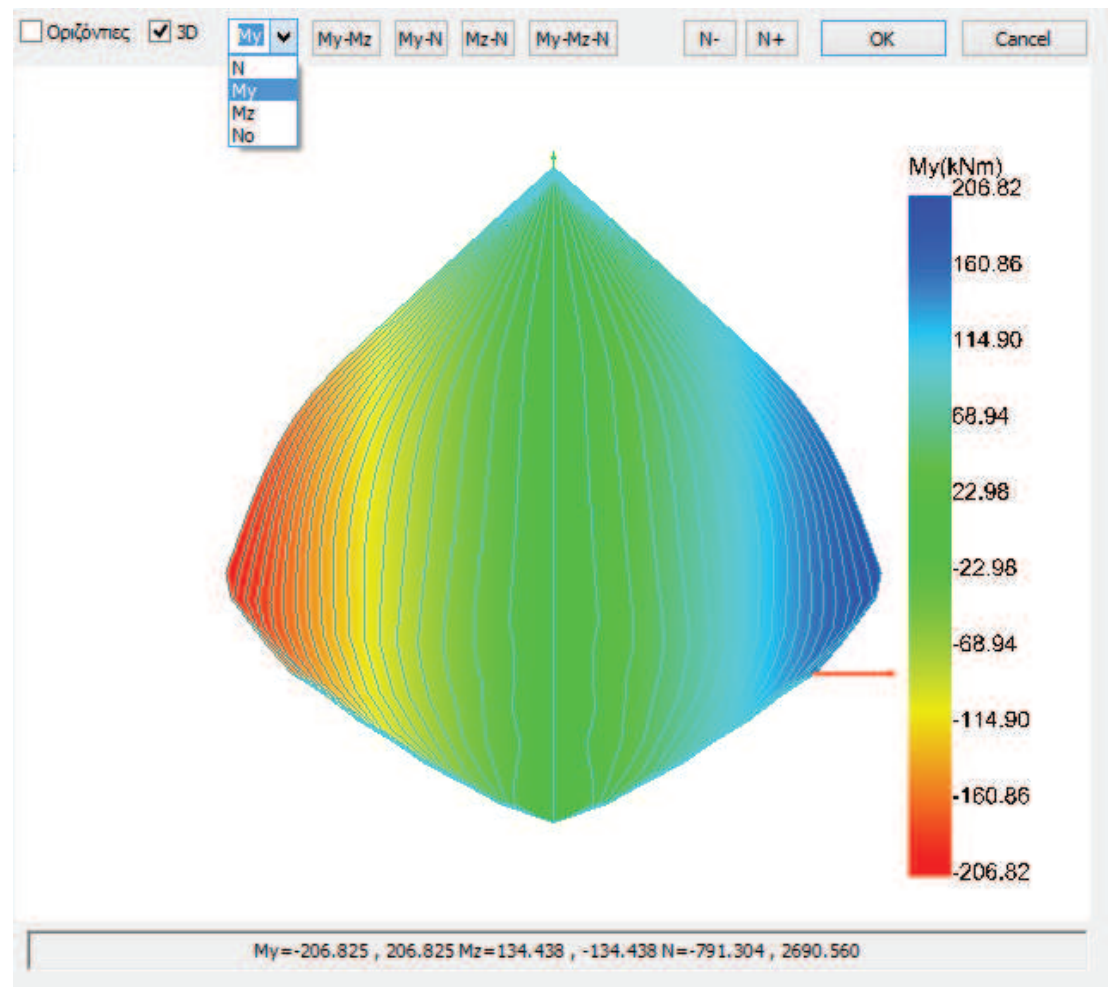 Οριζόντιες 3D My My-Mz My-N Mz-N My-Mz-N N- N+ OK Cancel
N
My
Mz
No
My(kNm)
206.82
160.86
114.90
68.94
22.98
-22.98
-68.94
-114.90
-160.86
-206.82
My=-206.825 , 206.825 Mz=134.438 , -134.438 N=-791.304 , 2690.560